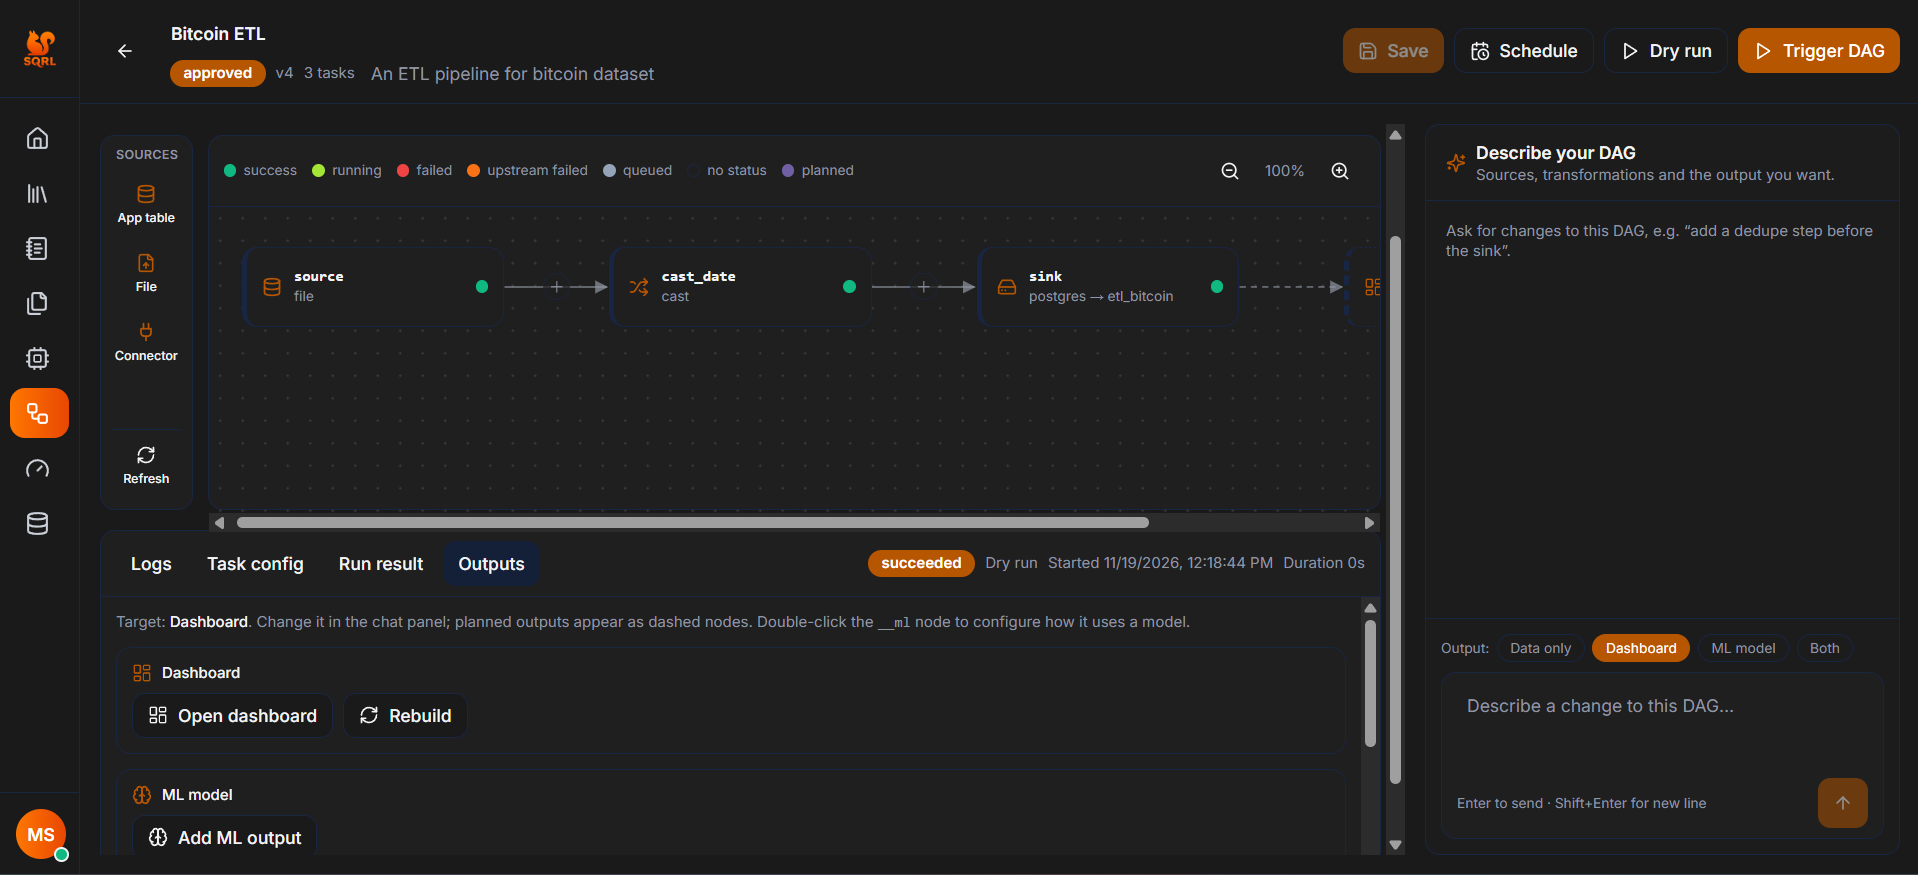 SQRL
Bitcoin ETL
approved v4 3 tasks An ETL pipeline for bitcoin dataset
Save Schedule Dry run Trigger DAG
SOURCES
App table
File
Connector
Refresh
success running failed upstream failed queued no status planned
100%
source
file
cast_date
cast
sink
postgres → etl_bitcoin
Logs Task config Run result Outputs
succeeded Dry run Started 11/19/2026, 12:18:44 PM Duration 0s
Target: Dashboard. Change it in the chat panel; planned outputs appear as dashed nodes. Double-click the __ml node to configure how it uses a model.
Dashboard
Open dashboard Rebuild
ML model
Add ML output
Describe your DAG
Sources, transformations and the output you want.
Ask for changes to this DAG, e.g. “add a dedupe step before
the sink”.
Output: Data only Dashboard ML model Both
Describe a change to this DAG...
Enter to send · Shift+Enter for new line
MS